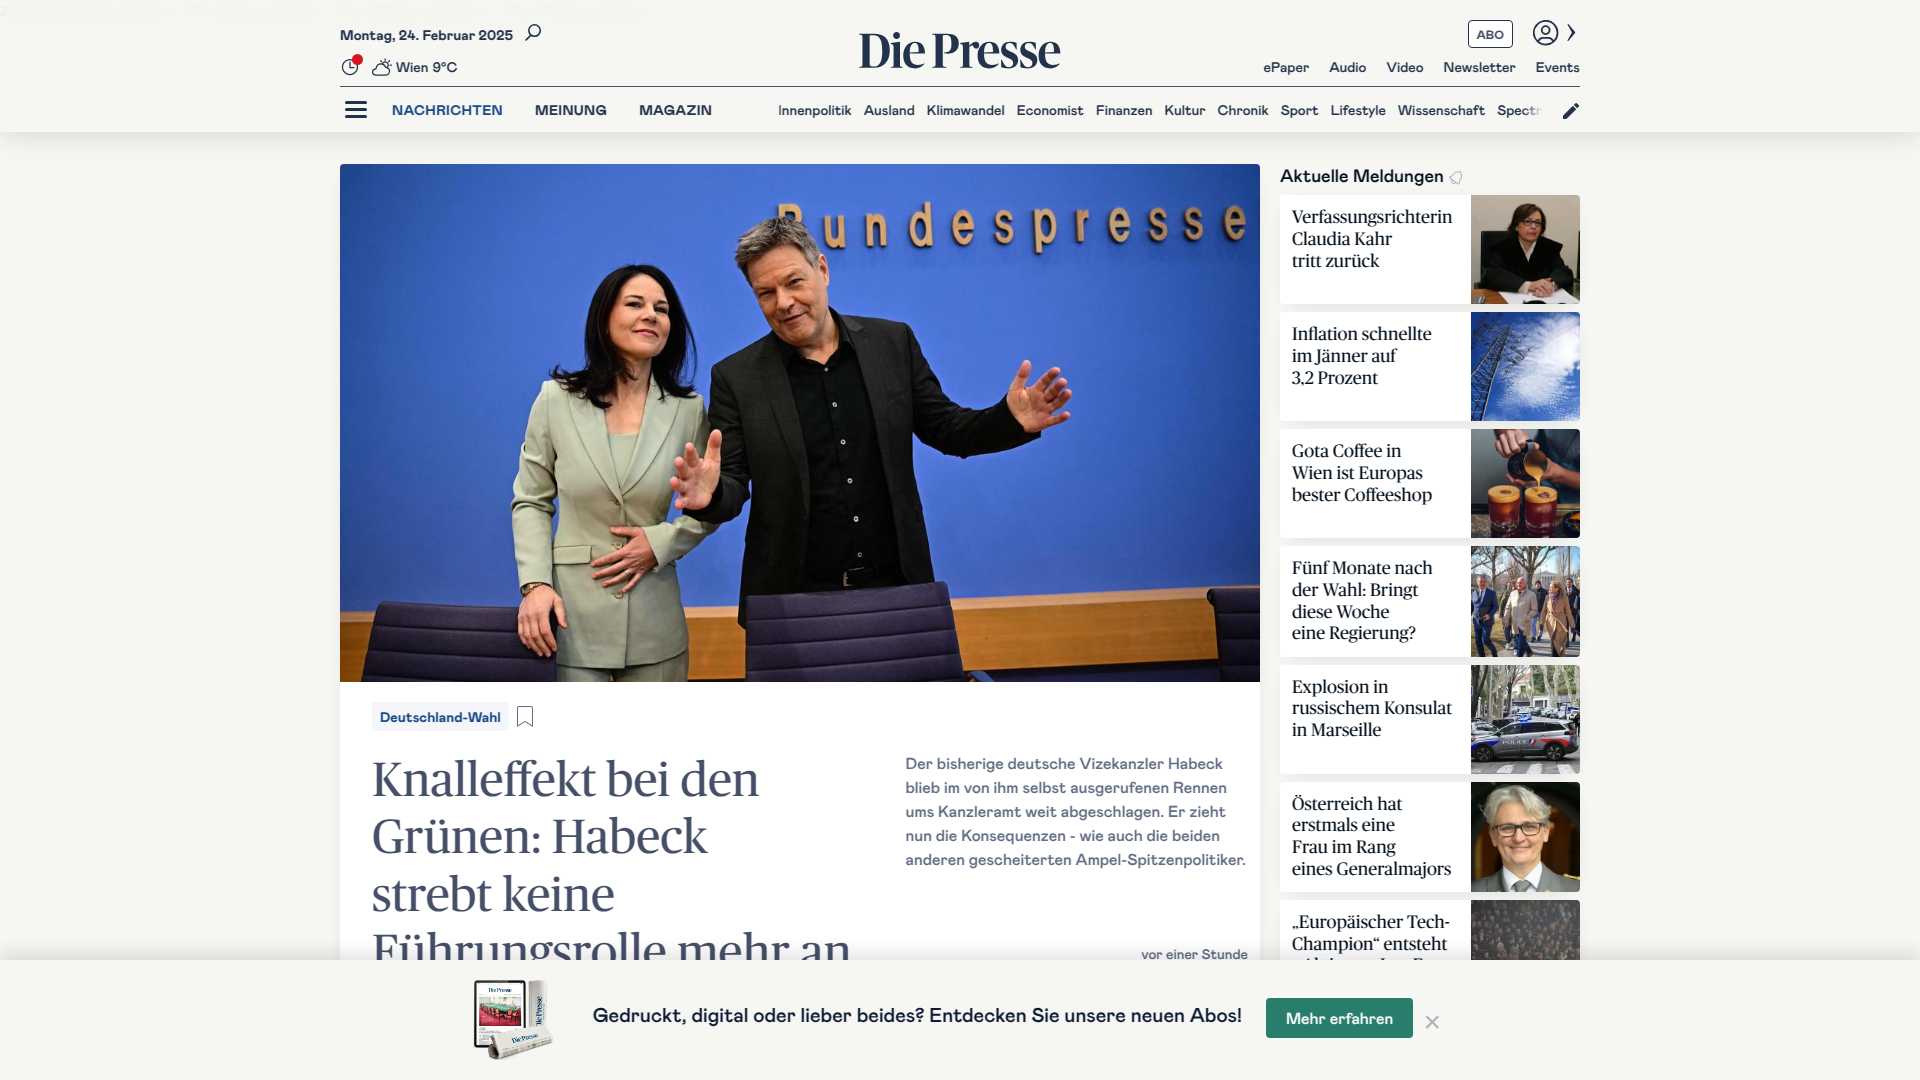 Montag, 24. Februar 2025
Die Presse
ABO
Wien 9°C
ePaper Audio Video Newsletter Events
NACHRICHTEN MEINUNG MAGAZIN
Innenpolitik Ausland Klimawandel Economist Finanzen Kultur Chronik Sport Lifestyle Wissenschaft Spectr
Bundespresse
Deutschland-Wahl
Knalleffekt bei den
Grünen: Habeck
strebt keine
Führungsrolle mehr an
Der bisherige deutsche Vizekanzler Habeck
blieb im von ihm selbst ausgerufenen Rennen
ums Kanzleramt weit abgeschlagen. Er zieht
nun die Konsequenzen - wie auch die beiden
anderen gescheiterten Ampel-Spitzenpolitiker.
vor einer Stunde
Aktuelle Meldungen
Verfassungsrichterin
Claudia Kahr
tritt zurück
Inflation schnellte
im Jänner auf
3,2 Prozent
Gota Coffee in
Wien ist Europas
bester Coffeeshop
Fünf Monate nach
der Wahl: Bringt
diese Woche
eine Regierung?
Explosion in
russischem Konsulat
in Marseille
POLICE
Österreich hat
erstmals eine
Frau im Rang
eines Generalmajors
„Europäischer Tech-
Champion“ entsteht
Die Presse
Die Presse
Die Presse
Gedruckt, digital oder lieber beides? Entdecken Sie unsere neuen Abos!
Mehr erfahren